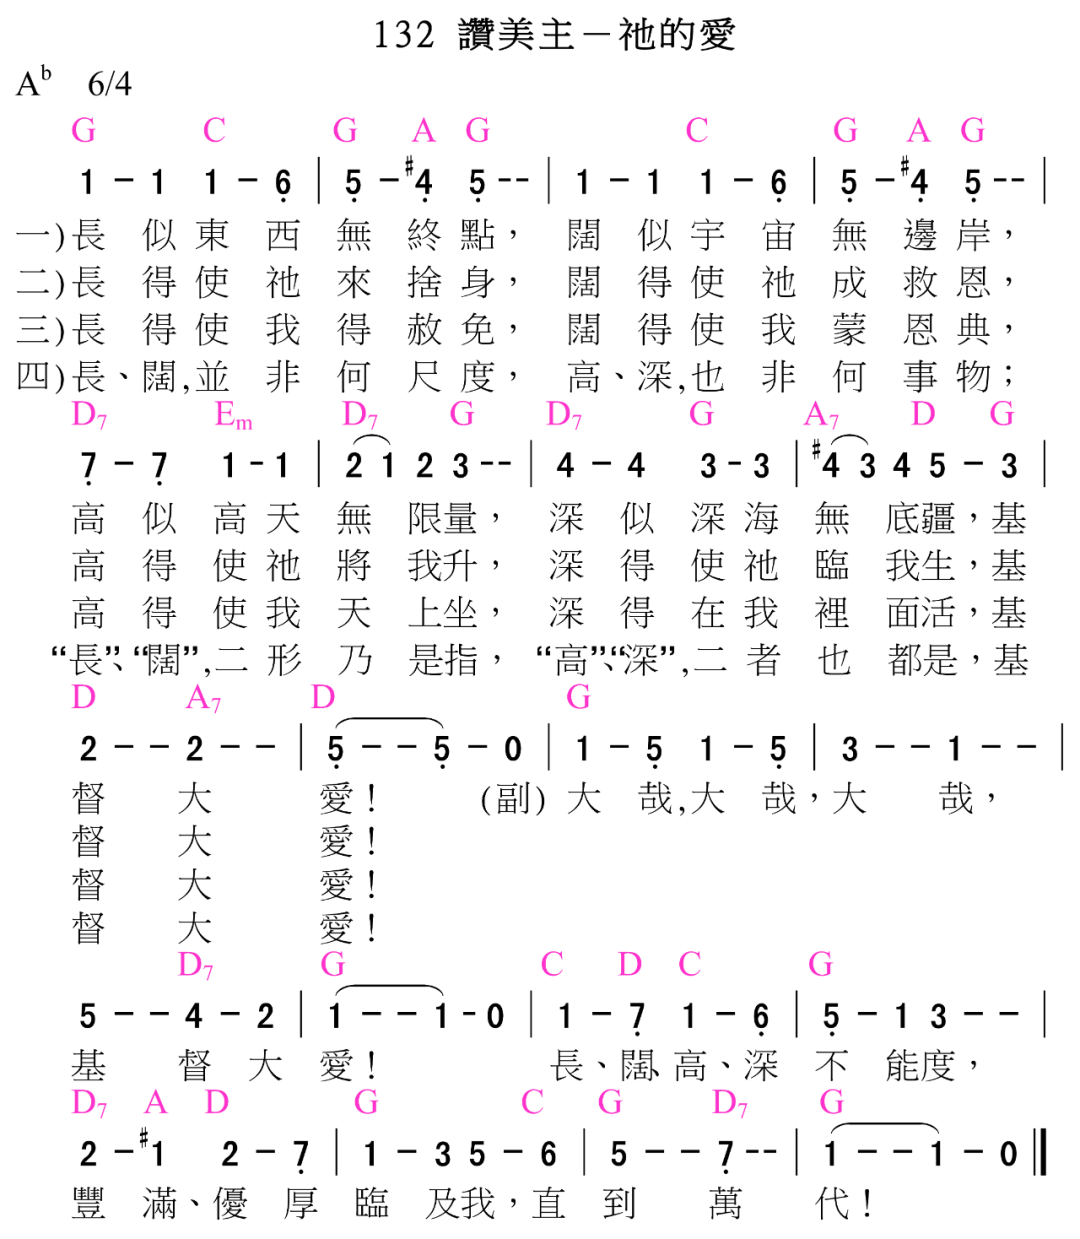 132 讚美主－祂的愛
A♭ 6/4
G C G A G C G A G
1 – 1 1 – 6̣ | 5̣ – #4̣ 5̣ - - | 1 – 1 1 – 6̣ | 5̣ – #4̣ 5̣ - - |
一)長 似 東 西 無 終 點， 闊 似 宇 宙 無 邊 岸，
二)長 得 使 祂 來 捨 身， 闊 得 使 祂 成 救 恩，
三)長 得 使 我 得 赦 免， 闊 得 使 我 蒙 恩 典，
四)長、闊,並 非 何 尺 度， 高、深,也 非 何 事 物；
D7 Em D7 G D7 G A7 D G
7̣ – 7̣ 1 - 1 | 2 1 2 3 - - | 4 – 4 3 - 3 | #4 3 4 5 – 3 |
高 似 高 天 無 限量， 深 似 深 海 無 底疆，基
高 得 使 祂 將 我升， 深 得 使 祂 臨 我生，基
高 得 使 我 天 上坐， 深 得 在 我 裡 面活，基
“長”、“闊”,二 形 乃 是指， “高”、“深”,二 者 也 都是，基
D A7 D G
2 – – 2 – – | 5̣ – – 5̣ – 0 | 1 – 5̣ 1 – 5̣ | 3 – – 1 – – |
督 大 愛！ (副) 大 哉,大 哉，大 哉，
督 大 愛！
督 大 愛！
督 大 愛！
D7 G C D C G
5 – – 4 – 2 | 1 – – 1 - 0 | 1 – 7̣ 1 – 6̣ | 5̣ – 1 3 – – |
基 督 大 愛！ 長、闊、高、深 不 能度，
D7 A D G C G D7 G
2 – #1 2 – 7̣ | 1 – 3 5 – 6 | 5 – – 7̣ - - | 1 – – 1 – 0 ‖
豐 滿、優 厚 臨 及我，直 到 萬 代！